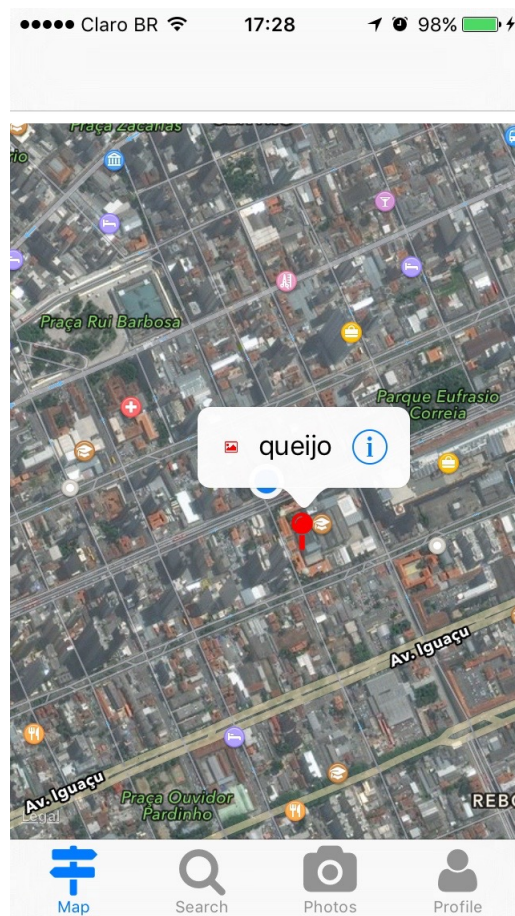 Claro BR 17:28 98%
Praça Zacarias
Praça Rui Barbosa
Parque Eufrasio
Correia
queijo
i
Av. Iguaçu
Av. Iguaçu
Praça Ouvidor
Pardinho
Legal
Map Search Photos Profile